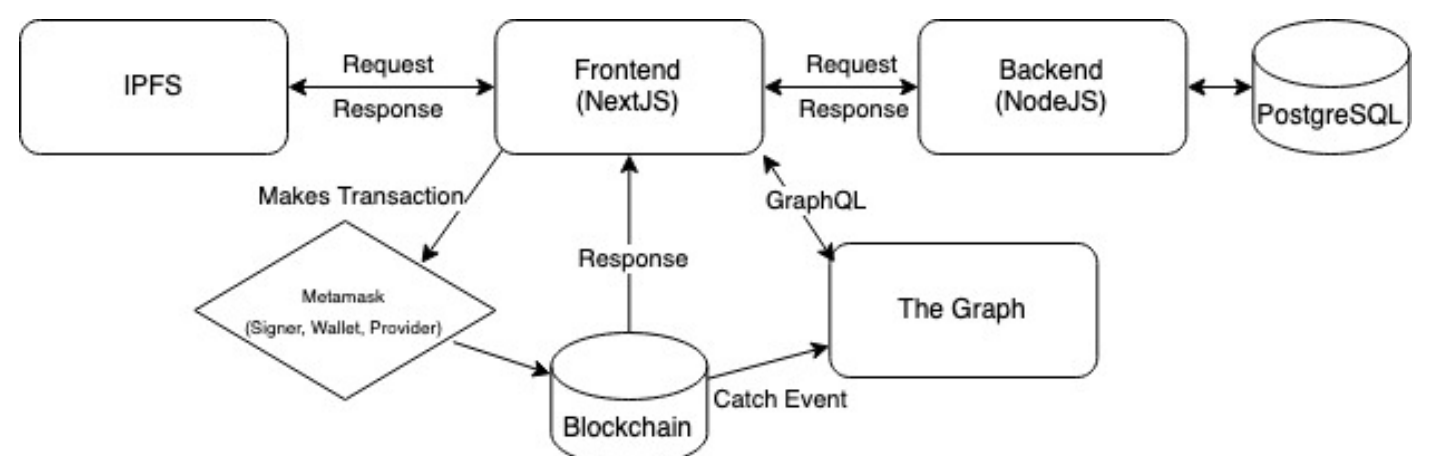 IPFS
Request
Response
Frontend
(NextJS)
Request
Response
Backend
(NodeJS)
PostgreSQL
Makes Transaction
GraphQL
Metamask
(Signer, Wallet, Provider)
Response
The Graph
Catch Event
Blockchain